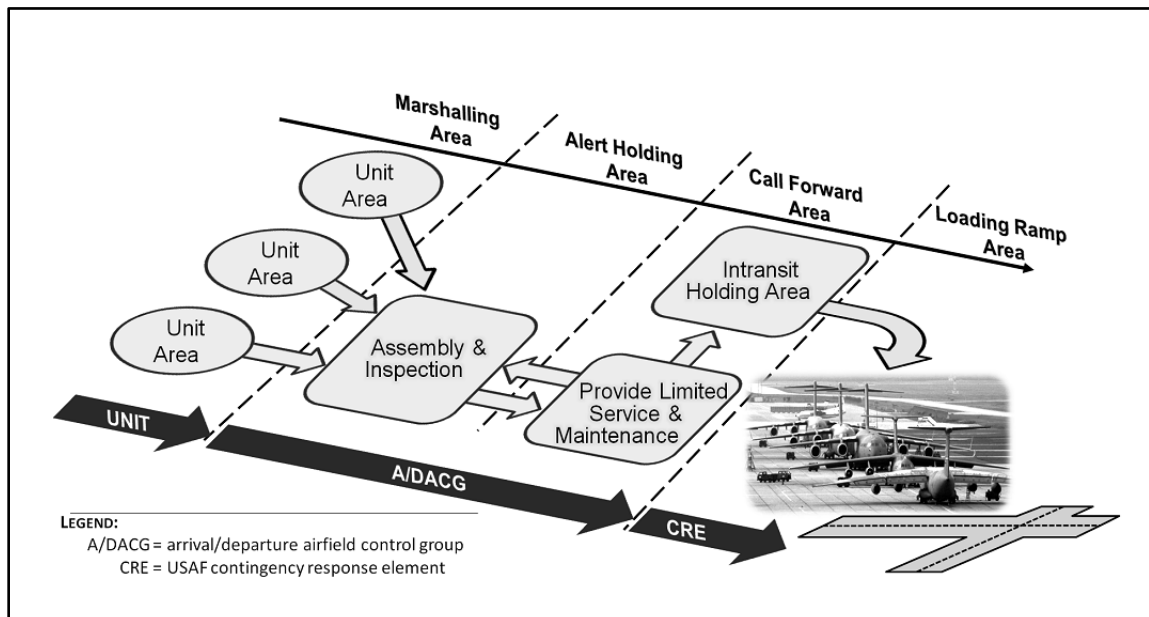 Marshalling
Area
Alert Holding
Area
Call Forward
Area
Loading Ramp
Area
Unit
Area
Unit
Area
Unit
Area
Assembly &
Inspection
Provide Limited
Service &
Maintenance
Intransit
Holding Area
UNIT
A/DACG
CRE
LEGEND:
A/DACG = arrival/departure airfield control group
CRE = USAF contingency response element